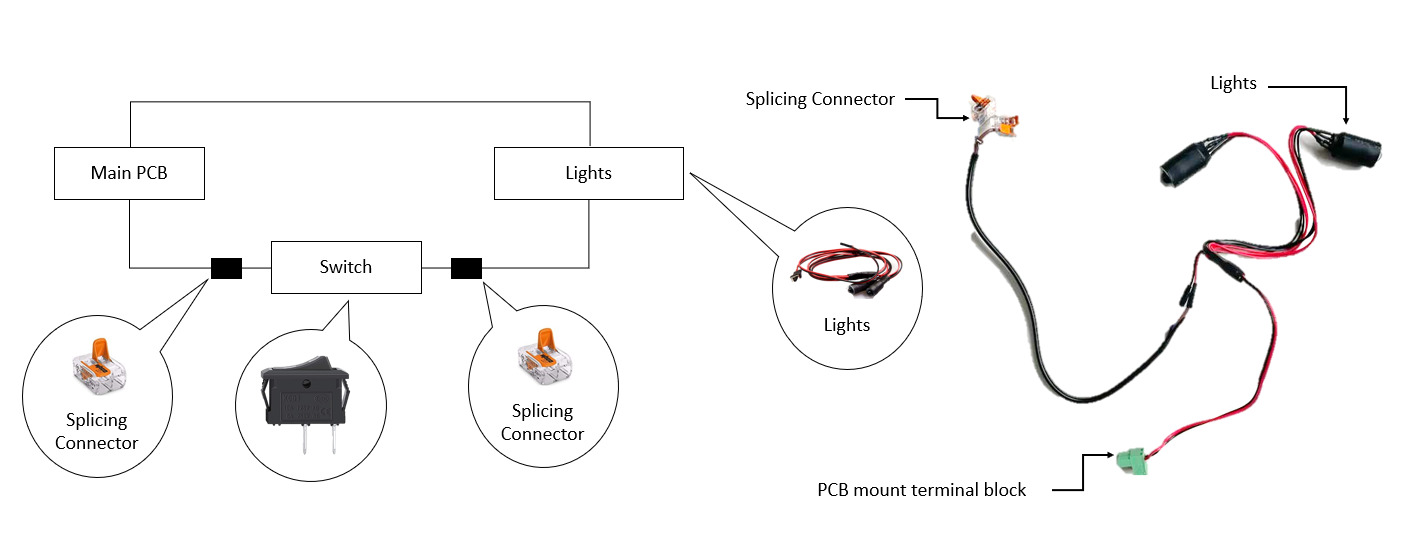 Main PCB
Lights
Switch
Splicing
Connector
Splicing
Connector
Lights
Splicing Connector
Lights
PCB mount terminal block